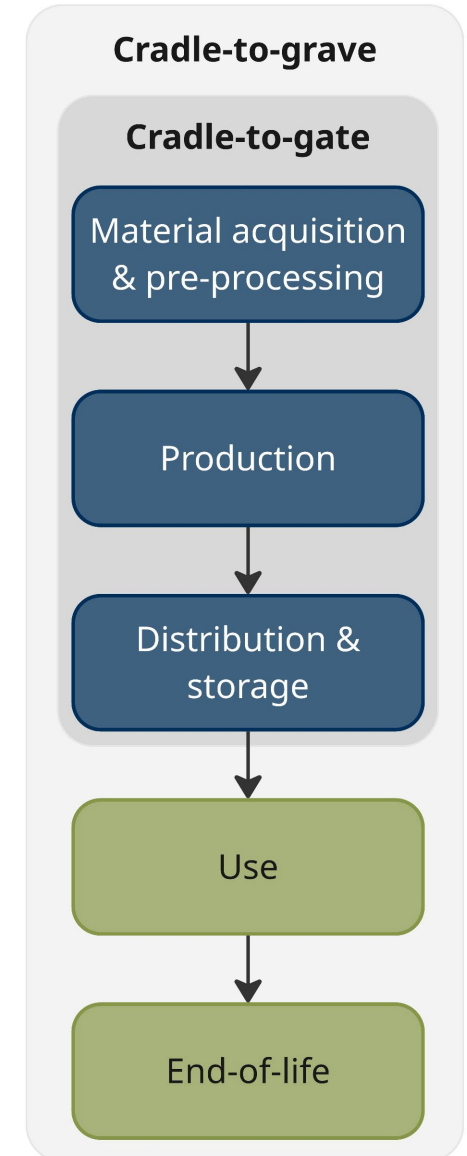 Cradle-to-grave
Cradle-to-gate
Material acquisition
& pre-processing
Production
Distribution &
storage
Use
End-of-life